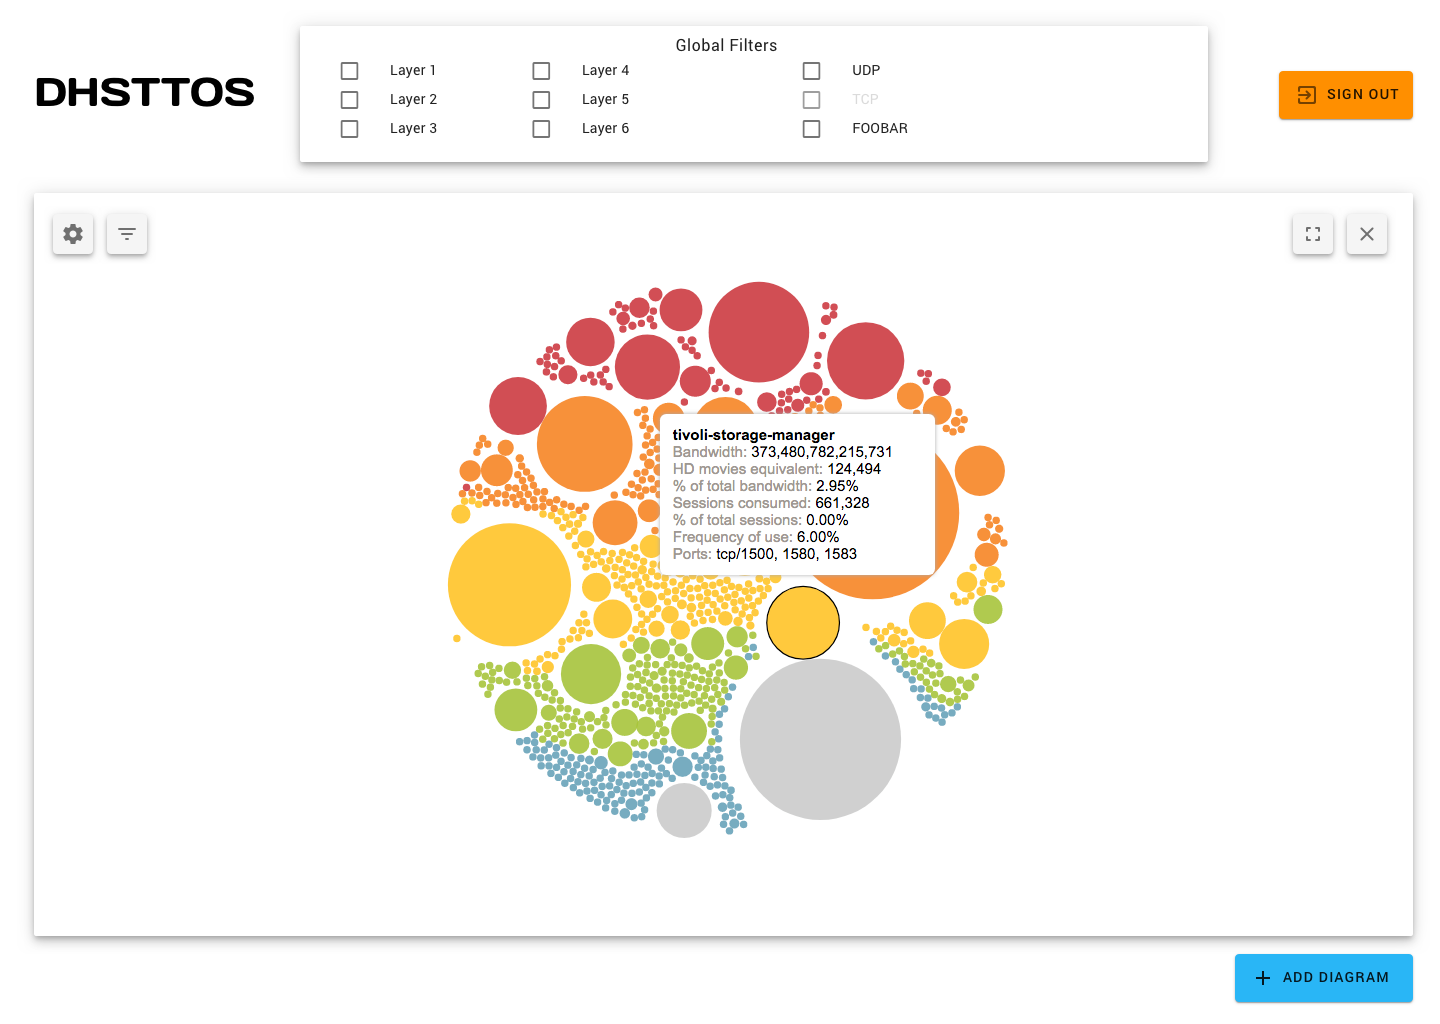 DHSTTOS
Global Filters
Layer 1
Layer 2
Layer 3
Layer 4
Layer 5
Layer 6
UDP
TCP
FOOBAR
SIGN OUT
tivoli-storage-manager
Bandwidth: 373,480,782,215,731
HD movies equivalent: 124,494
% of total bandwidth: 2.95%
Sessions consumed: 661,328
% of total sessions: 0.00%
Frequency of use: 6.00%
Ports: tcp/1500, 1580, 1583
ADD DIAGRAM